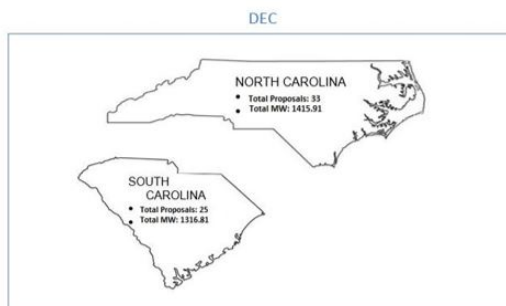 DEC
NORTH CAROLINA
• Total Proposals: 33
• Total MW: 1415.91
SOUTH
CAROLINA
• Total Proposals: 25
• Total MW: 1316.81